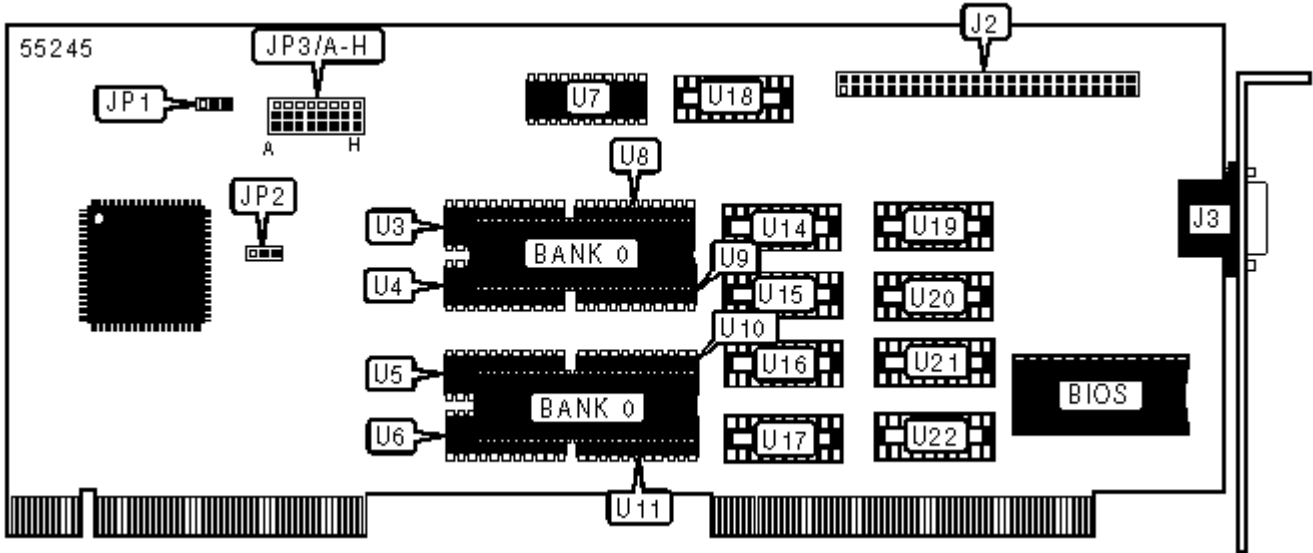 55245
JP3/A-H
J2
JP1
U7
U18
A
H
U8
JP2
U3
U14
U19
J3
BANK 0
U9
U4
U15
U20
U10
U5
U16
U21
BIOS
BANK 0
U6
U17
U22
U11